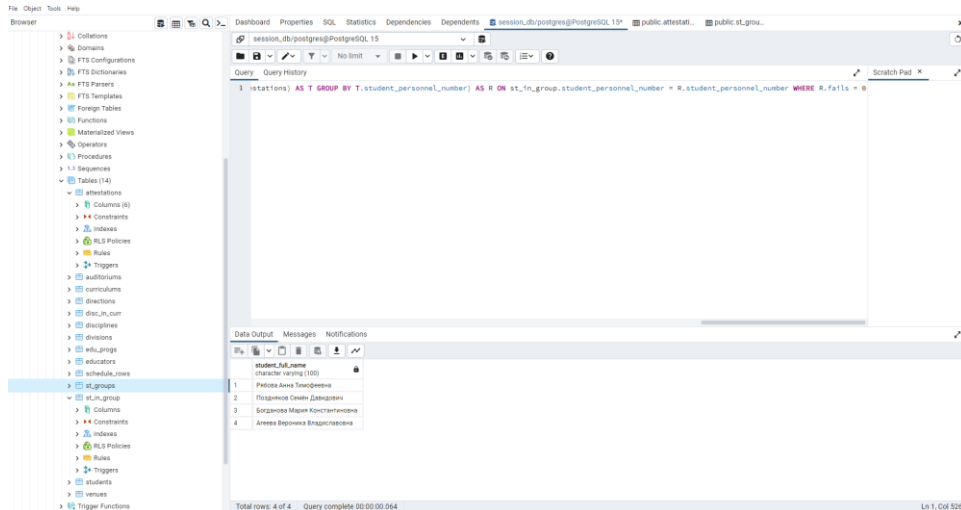 File Object Tools Help
Browser
Dashboard Properties SQL Statistics Dependencies Dependents session_db/postgres@PostgreSQL 15* public.attestati... public.st_grou...
session_db/postgres@PostgreSQL 15
No limit
Query Query History
Scratch Pad
1 stations) AS T GROUP BY T.student_personnel_number) AS R ON st_in_group.student_personnel_number = R.student_personnel_number WHERE R.fails = 0
Collations
Domains
FTS Configurations
FTS Dictionaries
FTS Parsers
FTS Templates
Foreign Tables
Functions
Materialized Views
Operators
Procedures
1..3 Sequences
Tables (14)
attestations
Columns (6)
Constraints
Indexes
RLS Policies
Rules
Triggers
auditoriums
curriculums
directions
disc_in_curr
disciplines
divisions
edu_progs
educators
schedule_rows
st_groups
st_in_group
Columns
Constraints
Indexes
RLS Policies
Rules
Triggers
students
venues
Trigger Functions
Data Output Messages Notifications
student_full_name
character varying (100)
1 Рябова Анна Тимофеевна
2 Поздняков Семён Давидович
3 Богданова Мария Константиновна
4 Агеева Вероника Владиславовна
Total rows: 4 of 4 Query complete 00:00:00.064
Ln 1, Col 526